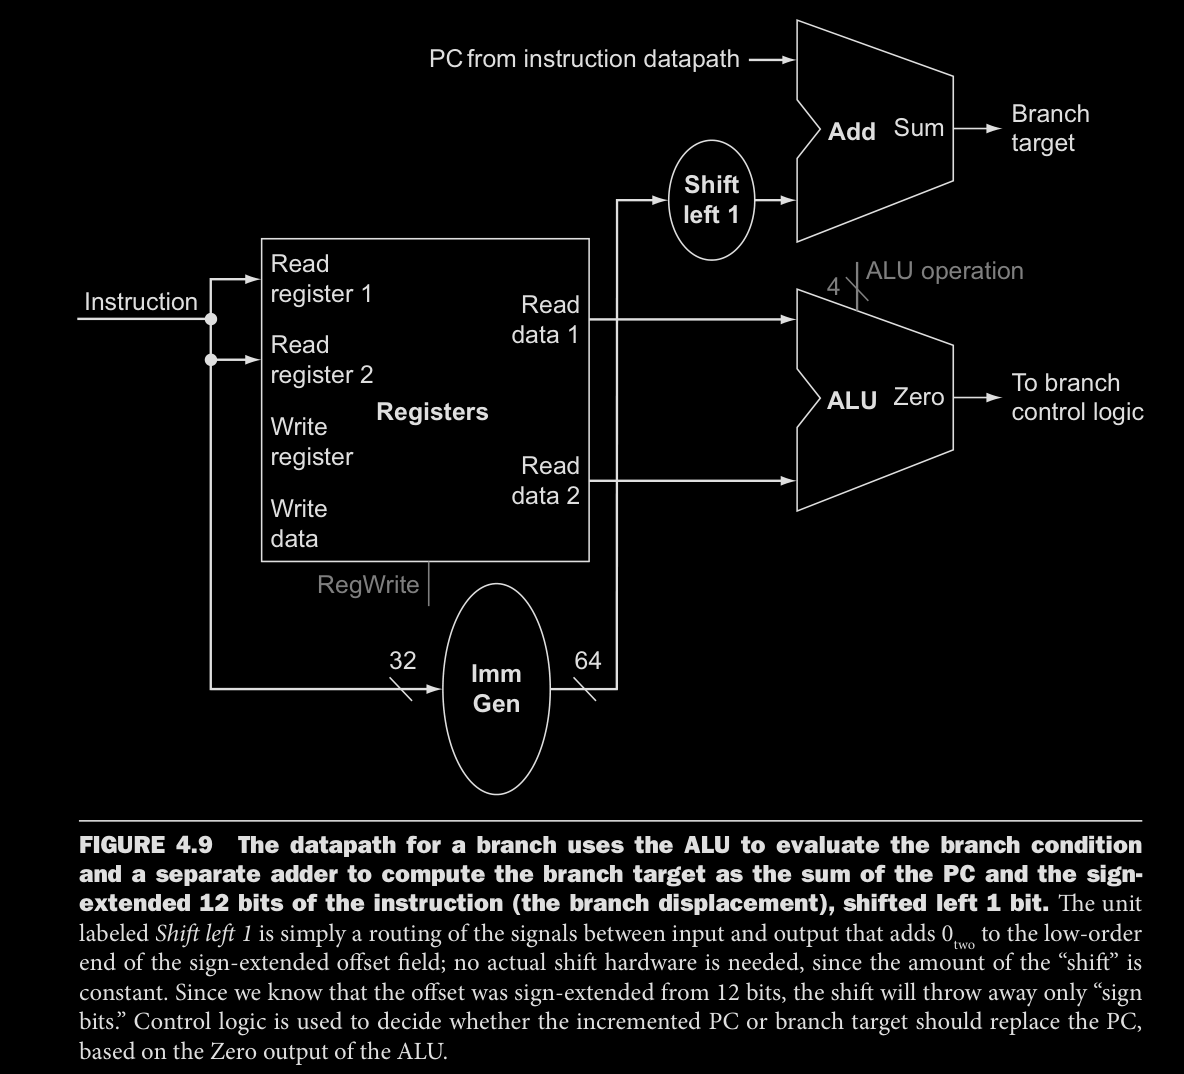 PC from instruction datapath
Add Sum
Branch
target
Shift
left 1
Instruction
Read
register 1
Read
register 2
Write
register
Write
data
Registers
Read
data 1
Read
data 2
RegWrite
4
ALU operation
ALU Zero
To branch
control logic
32
Imm
Gen
64
FIGURE 4.9 The datapath for a branch uses the ALU to evaluate the branch condition
and a separate adder to compute the branch target as the sum of the PC and the sign-
extended 12 bits of the instruction (the branch displacement), shifted left 1 bit. The unit
labeled Shift left 1 is simply a routing of the signals between input and output that adds 0two to the low-order
end of the sign-extended offset field; no actual shift hardware is needed, since the amount of the “shift” is
constant. Since we know that the offset was sign-extended from 12 bits, the shift will throw away only “sign
bits.” Control logic is used to decide whether the incremented PC or branch target should replace the PC,
based on the Zero output of the ALU.